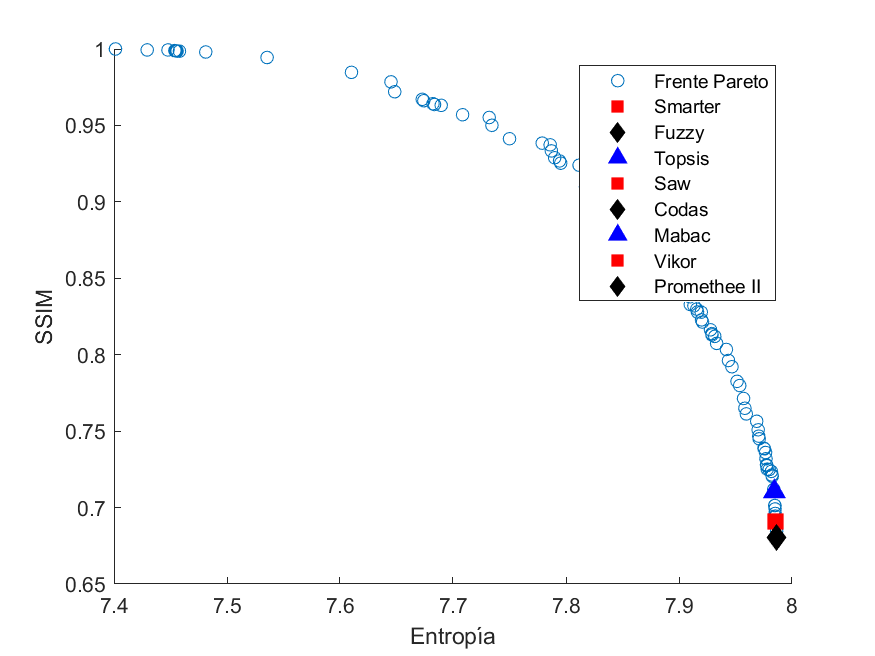 1
0.95
0.9
0.85
0.8
0.75
0.7
0.65
SSIM
7.4
7.5
7.6
7.7
7.8
7.9
8
Entropía
Frente Pareto
Smarter
Fuzzy
Topsis
Saw
Codas
Mabac
Vikor
Promethee II